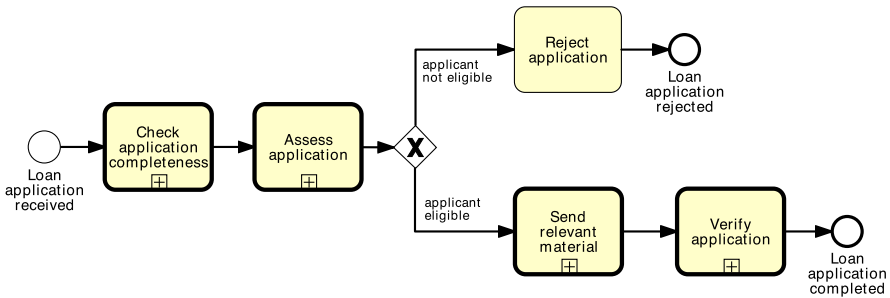 Loan
application
received
Check
application
completeness
Assess
application
X
applicant
not eligible
Reject
application
Loan
application
rejected
applicant
eligible
Send
relevant
material
Verify
application
Loan
application
completed